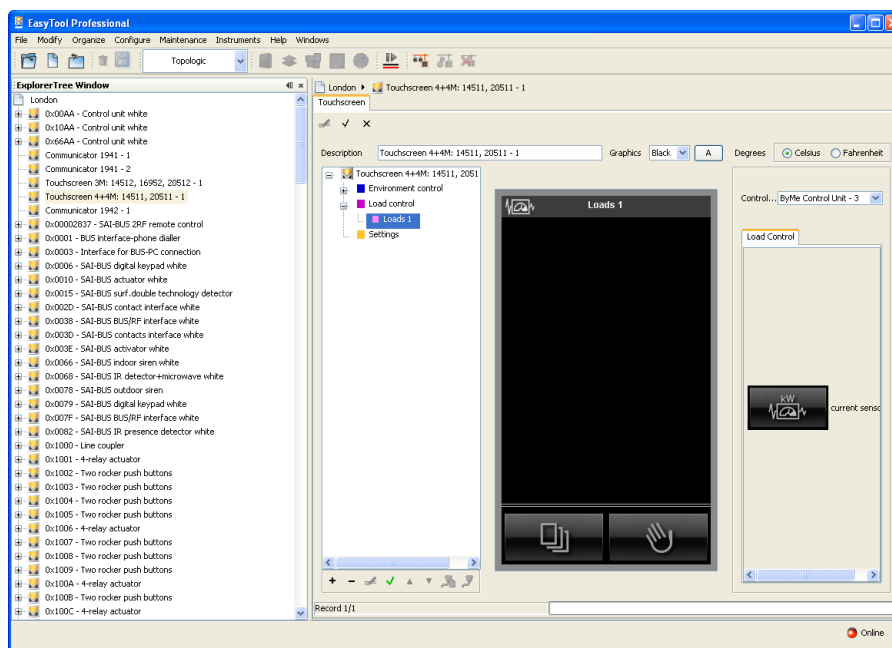 EasyTool Professional
File Modify Organize Configure Maintenance Instruments Help Windows
Topologic
ExplorerTree Window
London
0x00AA - Control unit white
0x10AA - Control unit white
0x66AA - Control unit white
Communicator 1941 - 1
Communicator 1941 - 2
Touchscreen 3M: 14512, 16952, 20512 - 1
Touchscreen 4+4M: 14511, 20511 - 1
Communicator 1942 - 1
0x00002837 - SAI-BUS 2RF remote control
0x0001 - BUS interface-phone dialler
0x0003 - Interface for BUS-PC connection
0x0006 - SAI-BUS digital keypad white
0x0010 - SAI-BUS actuator white
0x0015 - SAI-BUS surf.double technology detector
0x002D - SAI-BUS contact interface white
0x0038 - SAI-BUS BUS/RF interface white
0x003D - SAI-BUS contacts interface white
0x003E - SAI-BUS activator white
0x0066 - SAI-BUS indoor siren white
0x0068 - SAI-BUS IR detector+microwave white
0x0078 - SAI-BUS outdoor siren
0x0079 - SAI-BUS digital keypad white
0x007F - SAI-BUS BUS/RF interface white
0x0082 - SAI-BUS IR presence detector white
0x1000 - Line coupler
0x1001 - 4-relay actuator
0x1002 - Two rocker push buttons
0x1003 - Two rocker push buttons
0x1004 - Two rocker push buttons
0x1005 - Two rocker push buttons
0x1006 - 4-relay actuator
0x1007 - Two rocker push buttons
0x1008 - Two rocker push buttons
0x1009 - Two rocker push buttons
0x100A - 4-relay actuator
0x100B - Two rocker push buttons
0x100C - 4-relay actuator
London Touchscreen 4+4M: 14511, 20511 - 1
Touchscreen
Description Touchscreen 4+4M: 14511, 20511 - 1 Graphics Black A Degrees Celsius Fahrenheit
Touchscreen 4+4M: 14511, 2051
Environment control
Load control
Loads 1
Settings
Loads 1
Control... ByMe Control Unit - 3
Load Control
kW
current senso
Record 1/1
Online